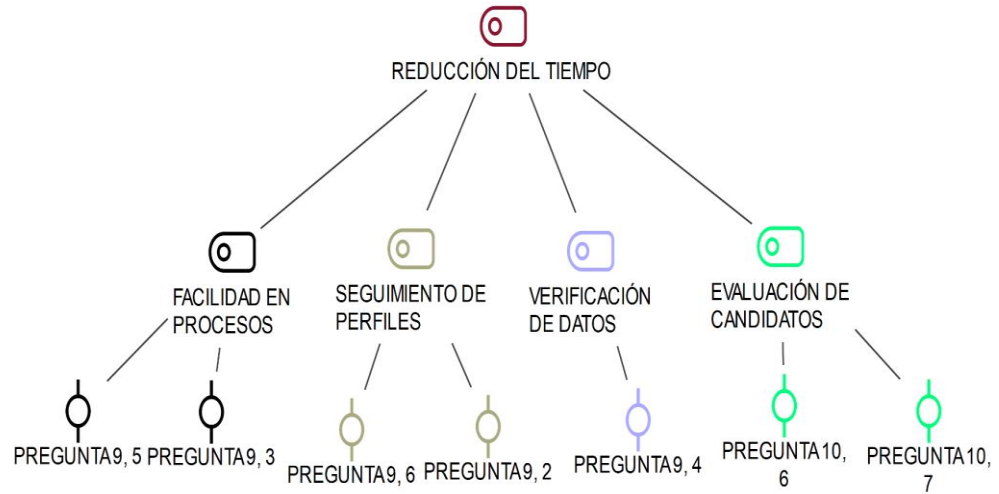 REDUCCIÓN DEL TIEMPO
FACILIDAD EN
PROCESOS
SEGUIMIENTO DE
PERFILES
VERIFICACIÓN
DE DATOS
EVALUACIÓN DE
CANDIDATOS
PREGUNTA9, 5
PREGUNTA9, 3
PREGUNTA9, 6
PREGUNTA9, 2
PREGUNTA9, 4
PREGUNTA10,
6
PREGUNTA10,
7